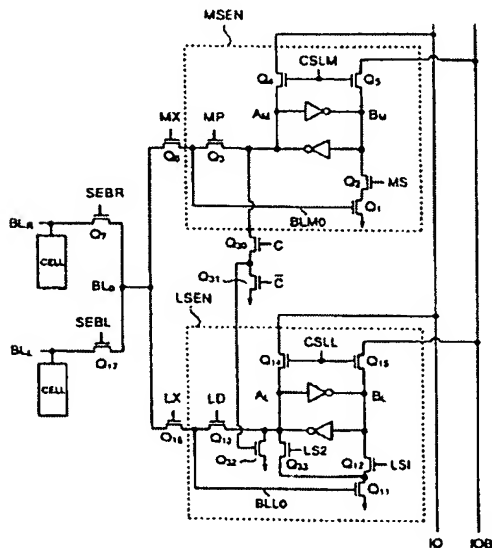 MSEN
Q4
CSLM
Q5
AM
BM
MX
MP
Q6
Q3
Q2
MS
Q1
BLM0
SEBR
BLR
Q7
CELL
Q30
C
Q31
C̅
BL0
LSEN
SEBL
BLL
Q17
CELL
Q14
CSLL
Q15
AL
BL
LX
LD
Q16
Q13
LS2
Q12
LS1
Q32
Q33
Q11
BLL0
IO
IOB